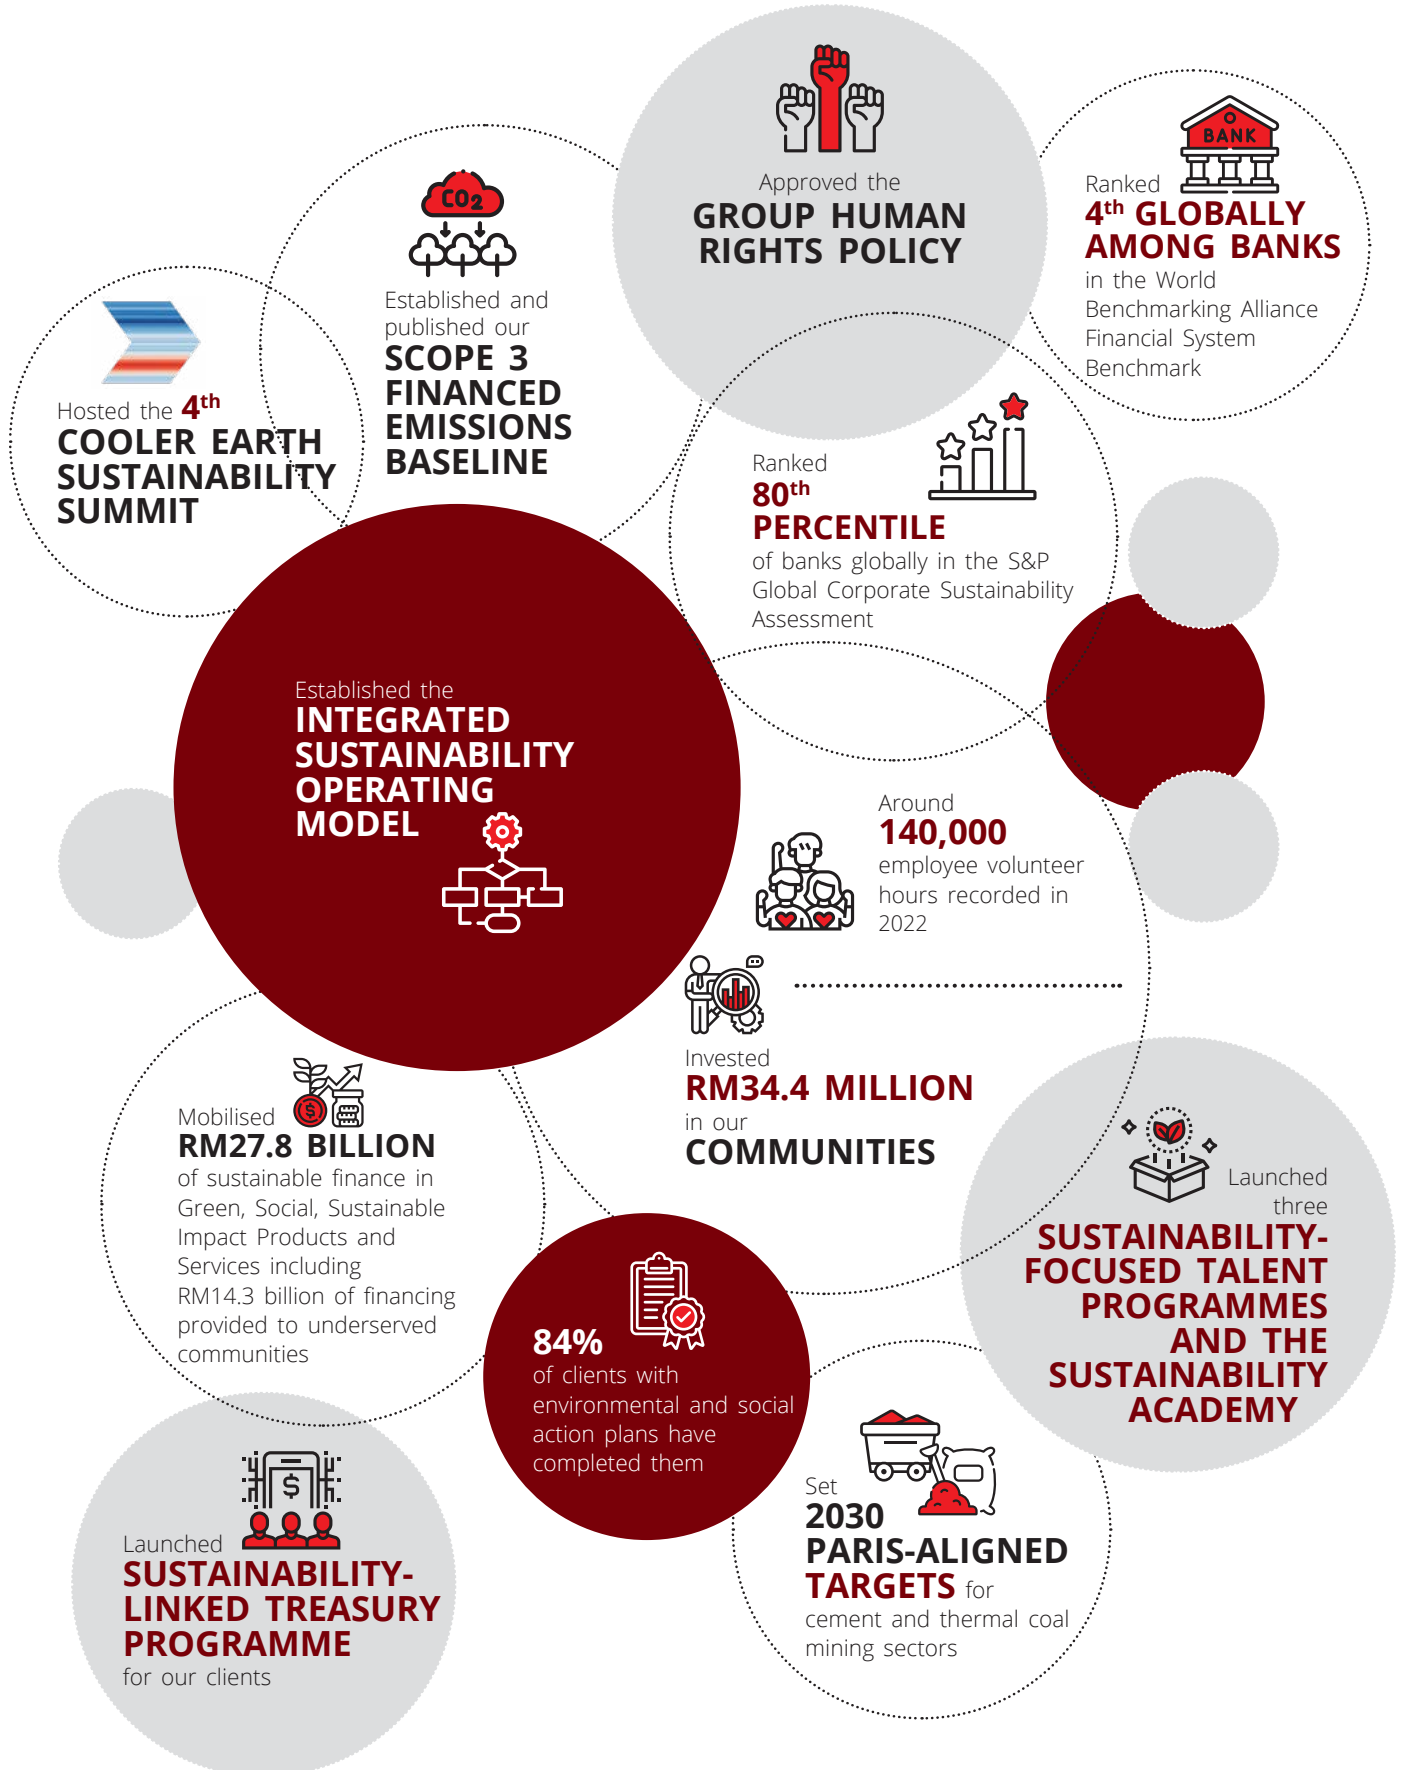 Approved the
GROUP HUMAN
RIGHTS POLICY
BANK
Ranked
4th GLOBALLY
AMONG BANKS
in the World
Benchmarking Alliance
Financial System
Benchmark
CO2
Established and
published our
SCOPE 3
FINANCED
EMISSIONS
BASELINE
Hosted the 4th
COOLER EARTH
SUSTAINABILITY
SUMMIT
Ranked
80th
PERCENTILE
of banks globally in the S&P
Global Corporate Sustainability
Assessment
Established the
INTEGRATED
SUSTAINABILITY
OPERATING
MODEL
Around
140,000
employee volunteer
hours recorded in
2022
Invested
RM34.4 MILLION
in our
COMMUNITIES
Mobilised
$
RM27.8 BILLION
of sustainable finance in
Green, Social, Sustainable
Impact Products and
Services including
RM14.3 billion of financing
provided to underserved
communities
Launched
three
SUSTAINABILITY-
FOCUSED TALENT
PROGRAMMES
AND THE
SUSTAINABILITY
ACADEMY
84%
of clients with
environmental and social
action plans have
completed them
Set
2030
PARIS-ALIGNED
TARGETS for
cement and thermal coal
mining sectors
$
Launched
SUSTAINABILITY-
LINKED TREASURY
PROGRAMME
for our clients